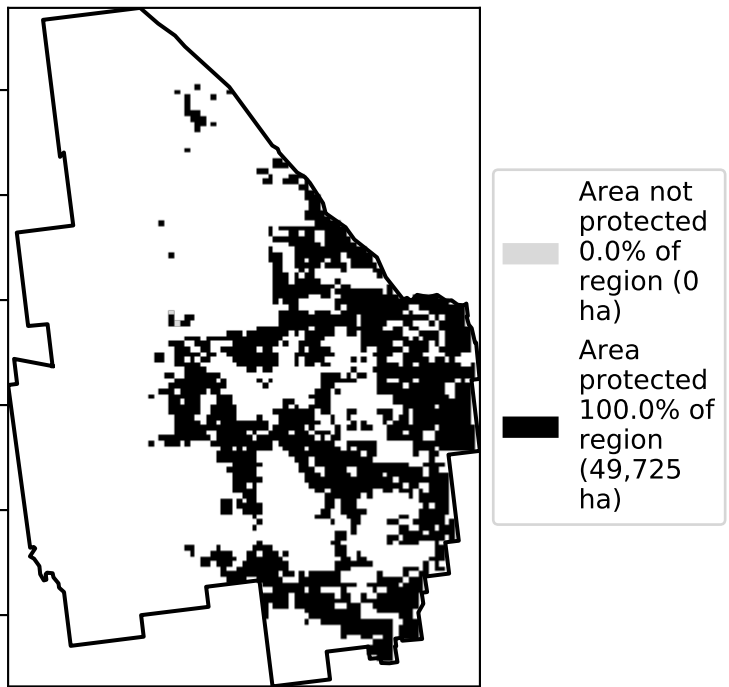 Area not
protected
0.0% of
region (0
ha)
Area
protected
100.0% of
region
(49,725
ha)